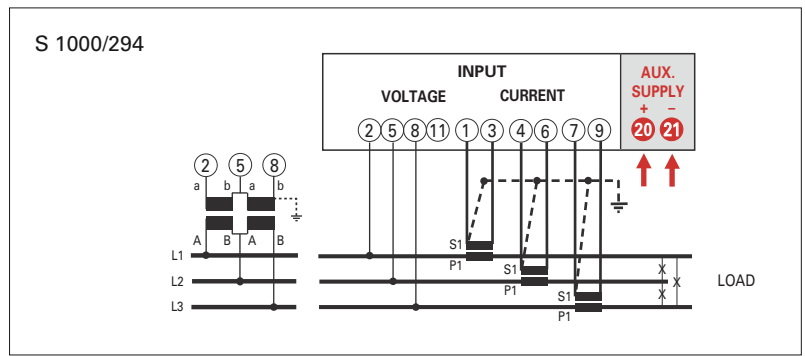 S 1000/294
INPUT
VOLTAGE CURRENT
AUX.
SUPPLY
+ −
2 5 8 11 1 3 4 6 7 9 20 21
2 5 8
a b a b
A B A B
L1
L2
L3
S1
P1
S1
P1
S1
P1
X
X
X
LOAD